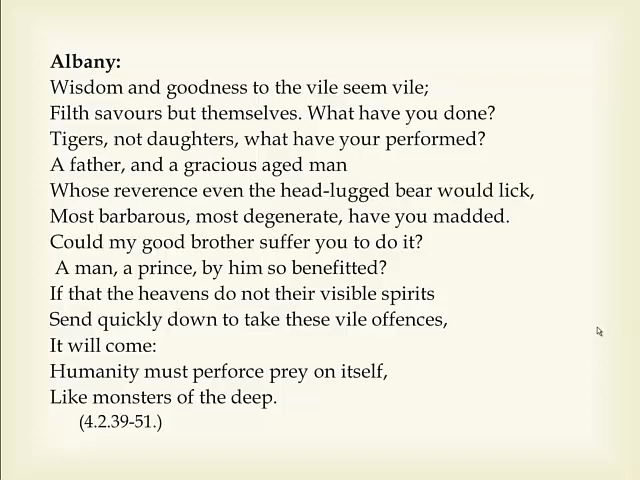 Albany:
Wisdom and goodness to the vile seem vile;
Filth savours but themselves. What have you done?
Tigers, not daughters, what have your performed?
A father, and a gracious aged man
Whose reverence even the head-lugged bear would lick,
Most barbarous, most degenerate, have you madded.
Could my good brother suffer you to do it?
A man, a prince, by him so benefitted?
If that the heavens do not their visible spirits
Send quickly down to take these vile offences,
It will come:
Humanity must perforce prey on itself,
Like monsters of the deep.
(4.2.39-51.)